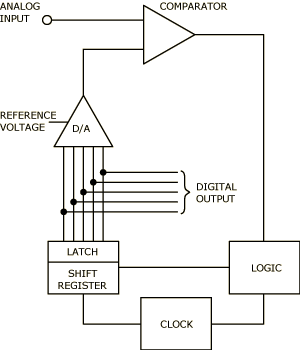 ANALOG
INPUT
COMPARATOR
REFERENCE
VOLTAGE
D/A
DIGITAL
OUTPUT
LATCH
SHIFT
REGISTER
LOGIC
CLOCK